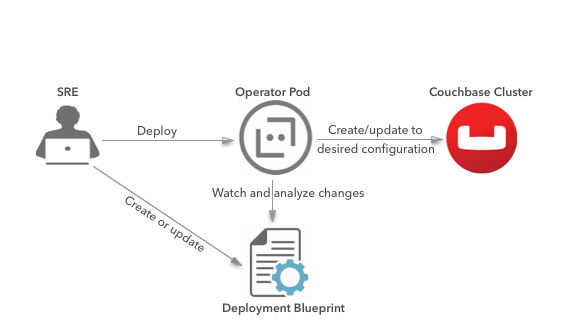 SRE
Operator Pod
Couchbase Cluster
Deploy
Create/update to
desired configuration
Watch and analyze changes
Create or update
Deployment Blueprint